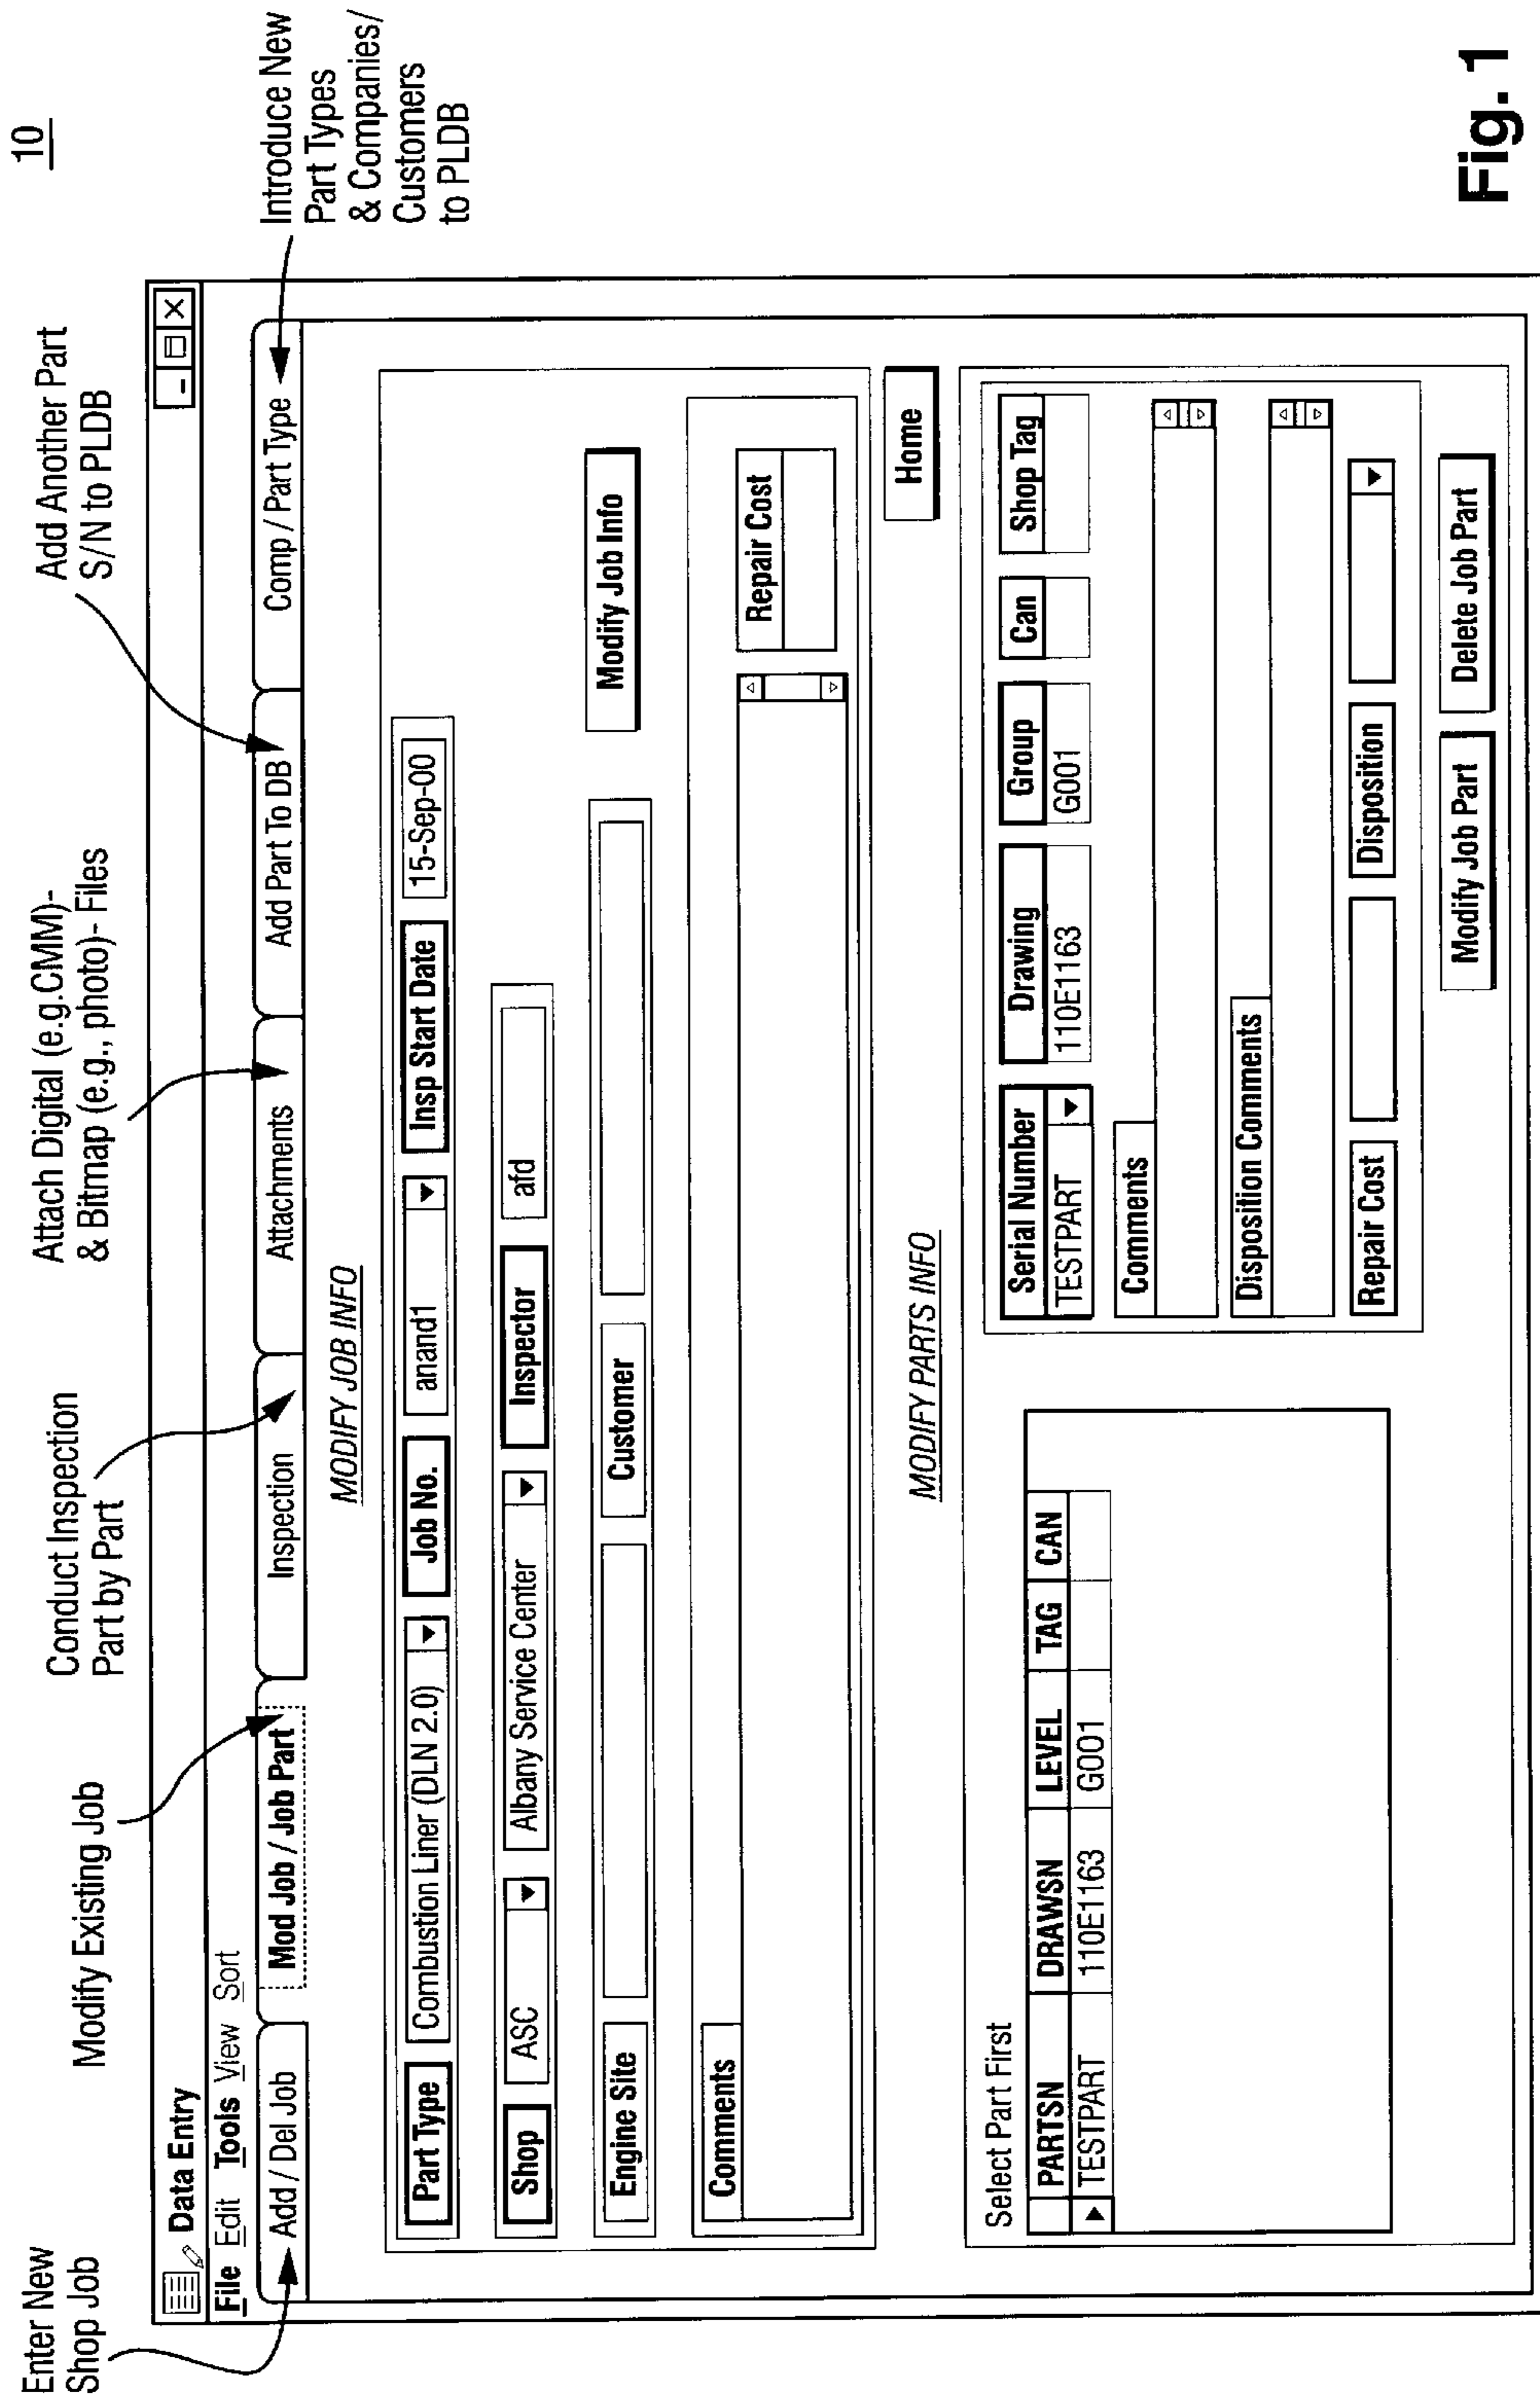 10
Enter New
Shop Job
Modify Existing Job
Conduct Inspection
Part by Part
Attach Digital (e.g.CMM)-
& Bitmap (e.g., photo)- Files
Add Another Part
S/N to PLDB
Introduce New
Part Types
& Companies/
Customers
to PLDB
Data Entry
File Edit Tools View Sort
Add / Del Job Mod Job / Job Part Inspection Attachments Add Part To DB Comp / Part Type
MODIFY JOB INFO
Part Type Combustion Liner (DLN 2.0) Job No. anand1 Insp Start Date 15-Sep-00
Shop ASC Albany Service Center Inspector afd
Engine Site Customer Modify Job Info
Comments Repair Cost
Home
MODIFY PARTS INFO
Select Part First
PARTSN DRAWSN LEVEL TAG CAN
TESTPART 110E1163 G001
Serial Number Drawing Group Can Shop Tag
TESTPART 110E1163 G001
Comments
Disposition Comments
Repair Cost Disposition
Modify Job Part Delete Job Part
Fig. 1